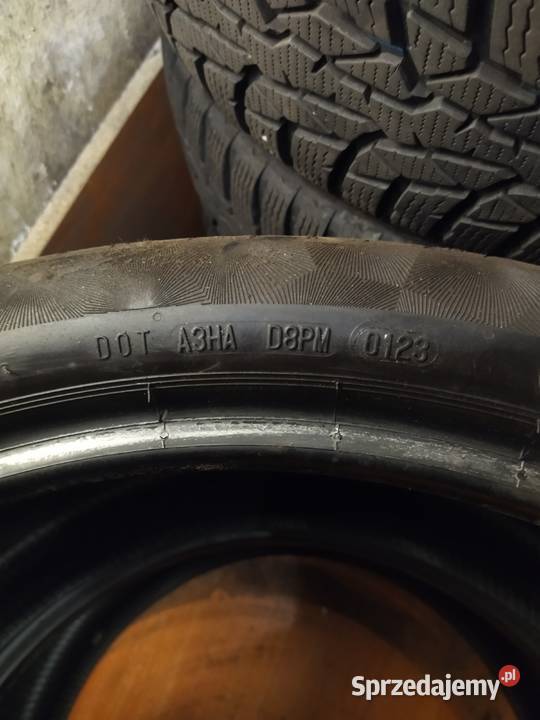 DOT A3HA D8PM 0123
Sprzedajemy.pl